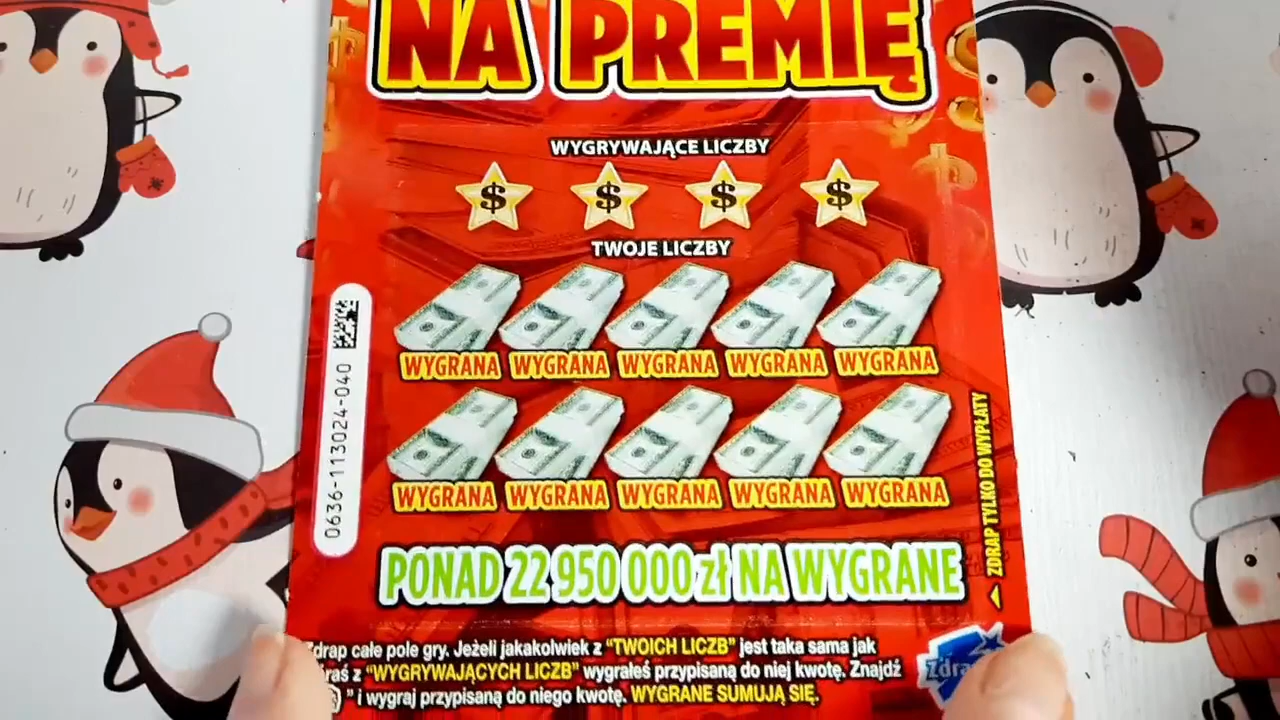 NA PREMIĘ
WYGRYWAJĄCE LICZBY
$ $ $ $
TWOJE LICZBY
WYGRANA WYGRANA WYGRANA WYGRANA WYGRANA
WYGRANA WYGRANA WYGRANA WYGRANA WYGRANA
0636-113024-040
ZDRAP TYLKO DO WYPŁATY
PONAD 22 950 000 zł NA WYGRANE
Zdrap całe pole gry. Jeżeli jakakolwiek z "TWOICH LICZB" jest taka sama jak
z "WYGRYWAJĄCYCH LICZB" wygrałeś przypisaną do niej kwotę. Znajdź
" i wygraj przypisaną do niego kwotę. WYGRANE SUMUJĄ SIĘ.